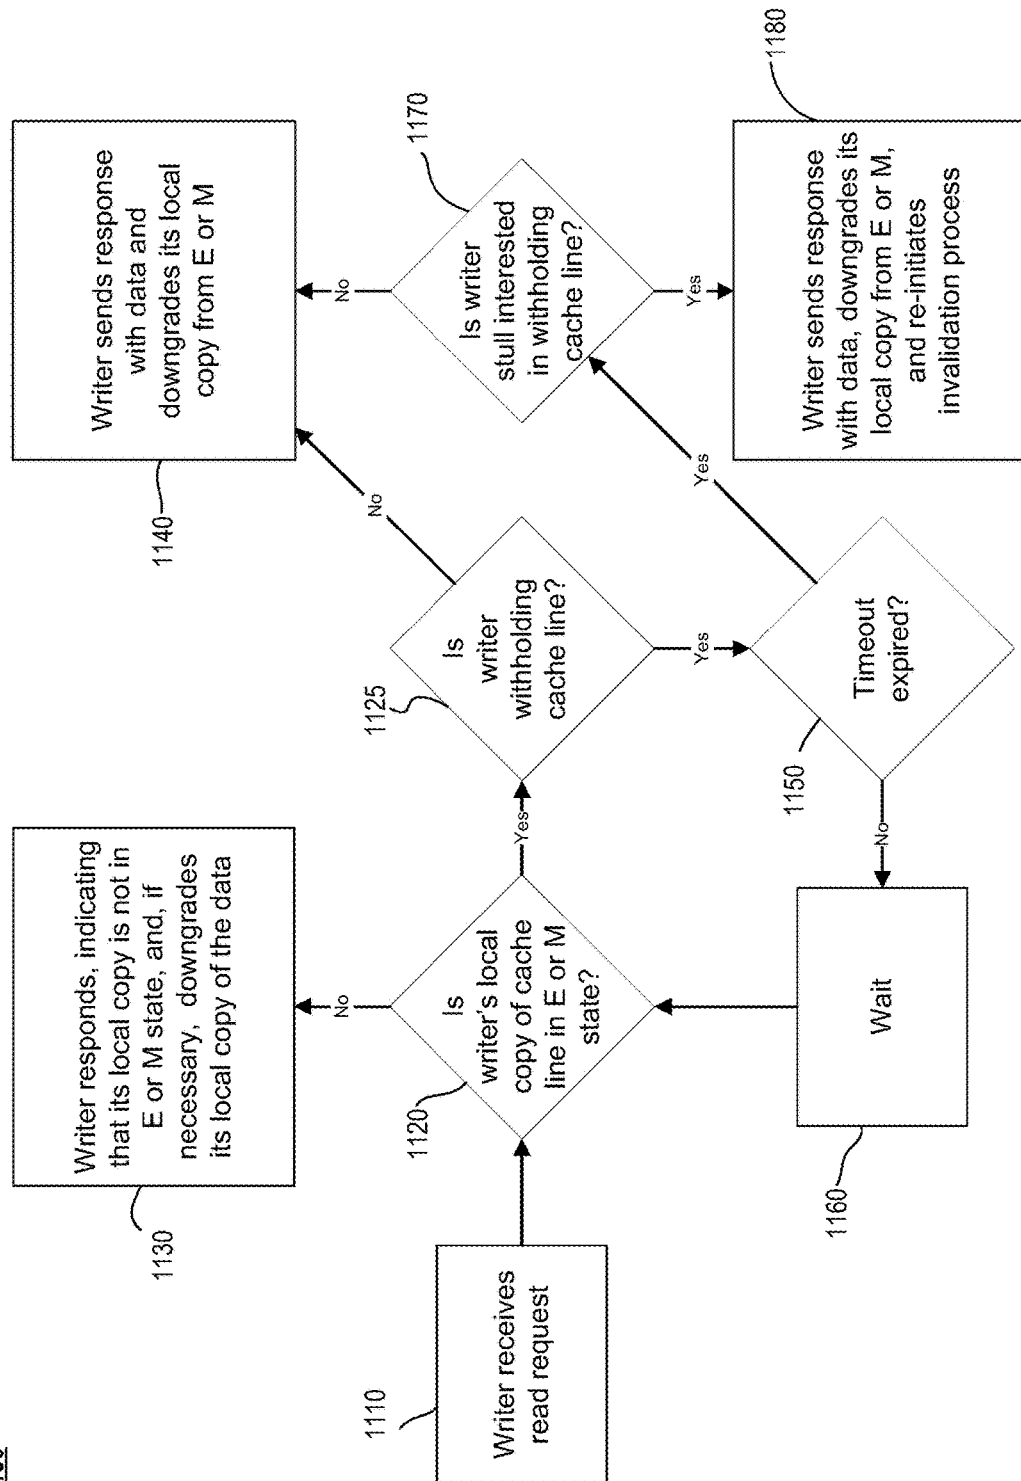 1110
Writer receives
read request
1120
Is
writer's local
copy of cache
line in E or M
state?
No
1130
Writer responds, indicating
that its local copy is not in
E or M state, and, if
necessary, downgrades
its local copy of the data
Yes
1125
Is
writer
withholding
cache line?
No
1140
Writer sends response
with data and
downgrades its local
copy from E or M
Yes
1150
Timeout
expired?
No
1160
Wait
Yes
1170
Is writer
stull interested
in withholding
cache line?
No
Yes
1180
Writer sends response
with data, downgrades its
local copy from E or M,
and re-initiates
invalidation process